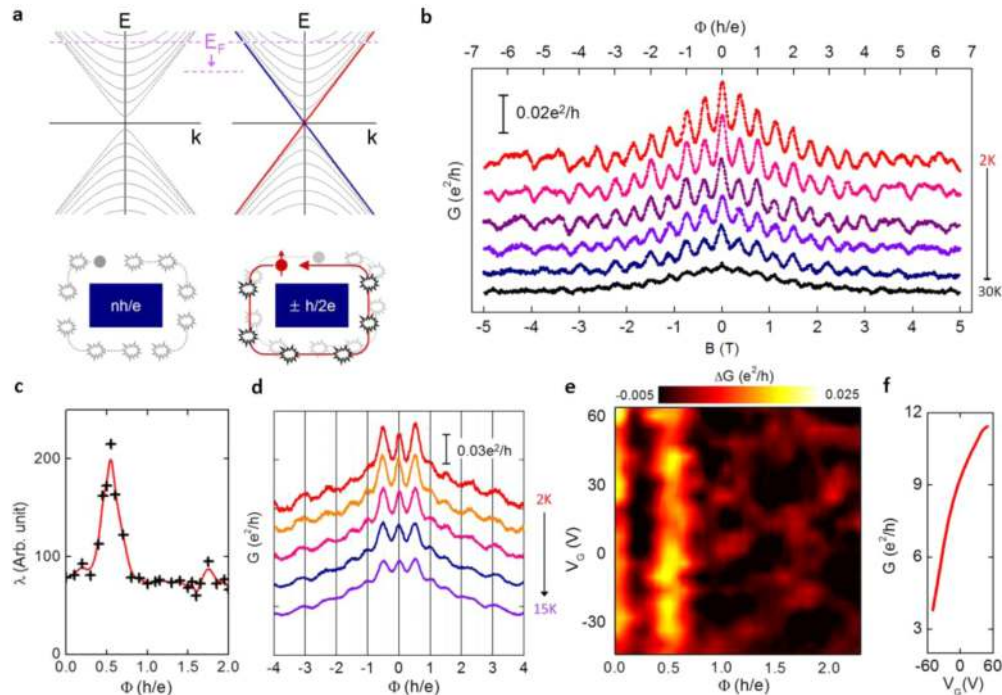 a
E
E
E_F
k
k
nh/e
± h/2e
b
Φ (h/e)
-7 -6 -5 -4 -3 -2 -1 0 1 2 3 4 5 6 7
0.02e²/h
G (e²/h)
2K
30K
-5 -4 -3 -2 -1 0 1 2 3 4 5
B (T)
c
λ (Arb. unit)
200
100
0
0.0 0.5 1.0 1.5 2.0
Φ (h/e)
d
0.03e²/h
G (e²/h)
2K
15K
-4 -3 -2 -1 0 1 2 3 4
Φ (h/e)
e
ΔG (e²/h)
-0.005 0.025
V_G (V)
60
30
0
-30
0.0 0.5 1.0 1.5 2.0
Φ (h/e)
f
G (e²/h)
12
9
6
3
-60 0 60
V_G(V)